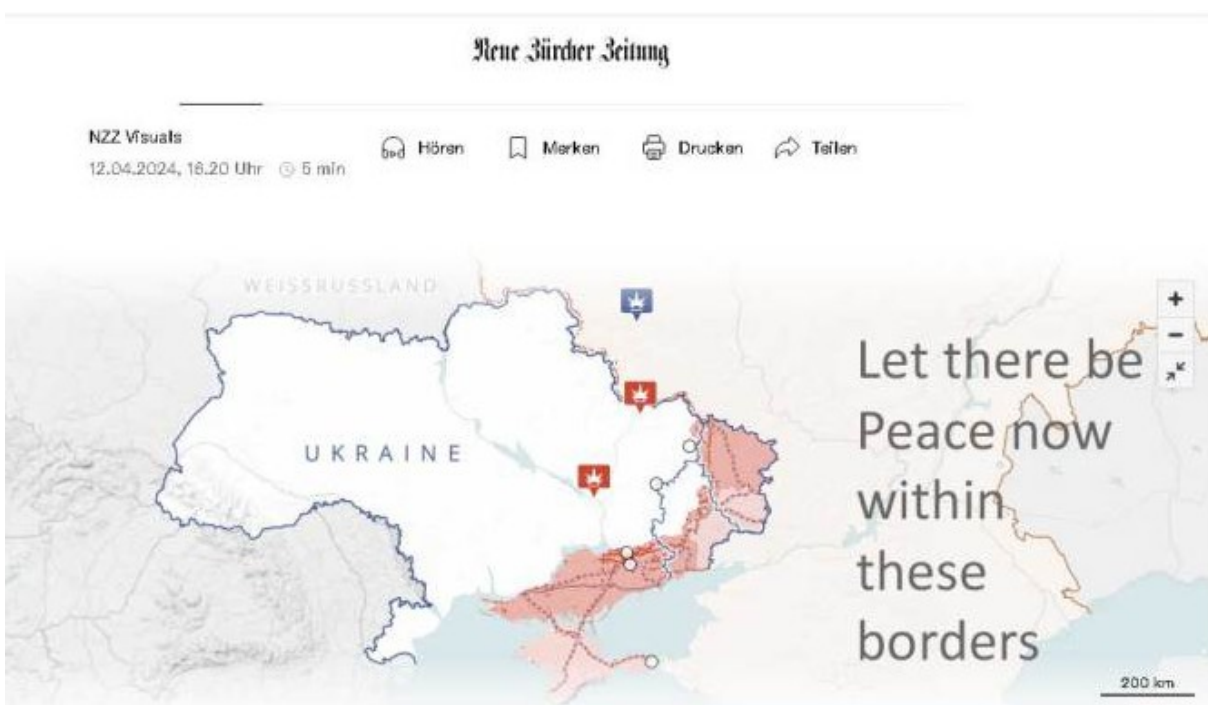 Neue Zürcher Zeitung
NZZ Visuals
Hören
Merken
Drucken
Teilen
12.04.2024, 16.20 Uhr 5 min
WEISSRUSSLAND
UKRAINE
+
−
Let there be
Peace now
within
these
borders
200 km